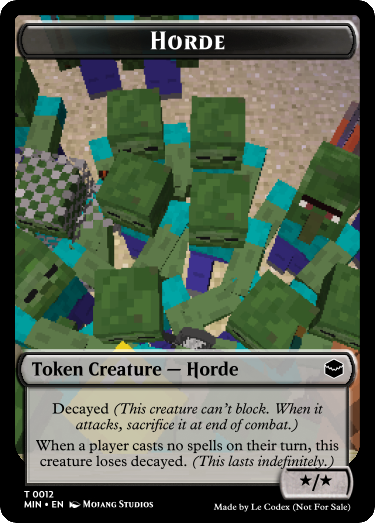 Horde
Token Creature — Horde
Decayed (This creature can't block. When it
attacks, sacrifice it at end of combat.)
When a player casts no spells on their turn, this
creature loses decayed. (This lasts indefinitely.)
★/★
T 0012
MIN • EN Mojang Studios
Made by Le Codex (Not For Sale)